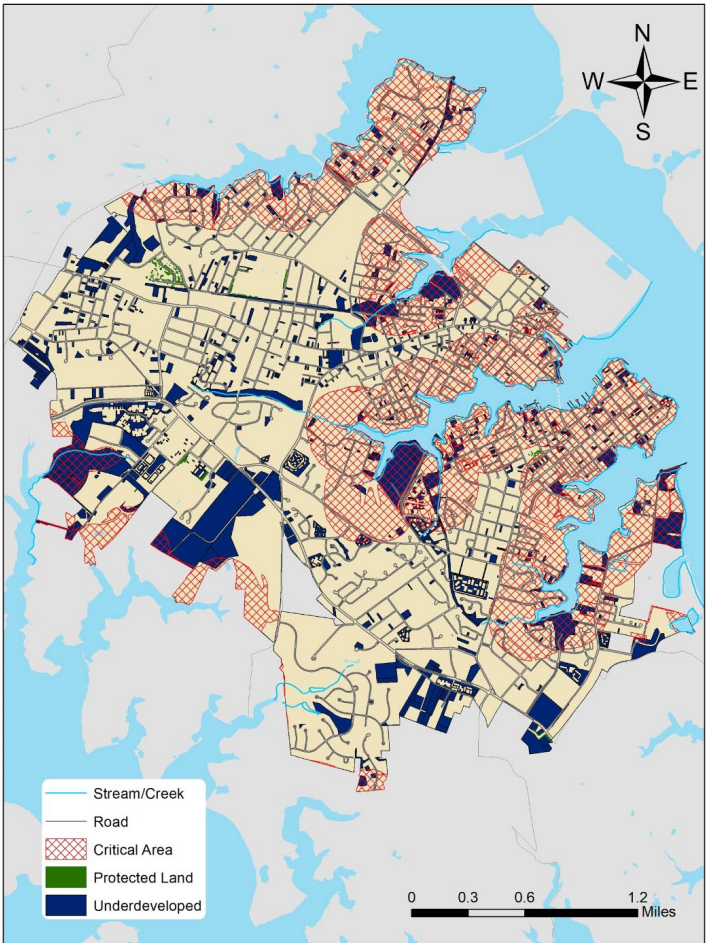 N
W E
S
Stream/Creek
Road
Critical Area
Protected Land
Underdeveloped
0 0.3 0.6 1.2
Miles